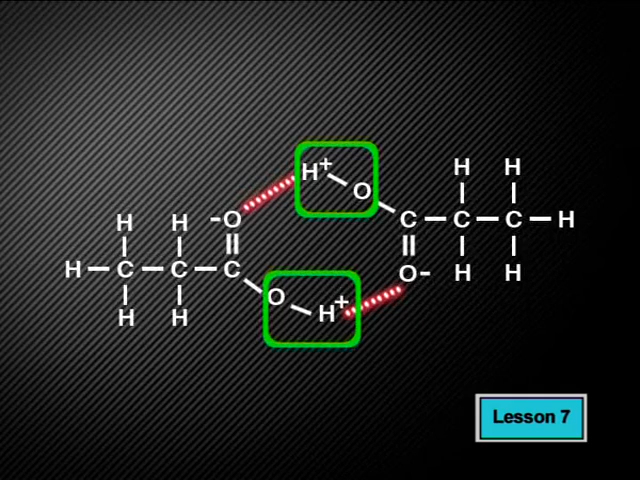 H+
O
H H
H H -O C – C – C – H
H – C – C – C O- H H
O
H H H+
Lesson 7